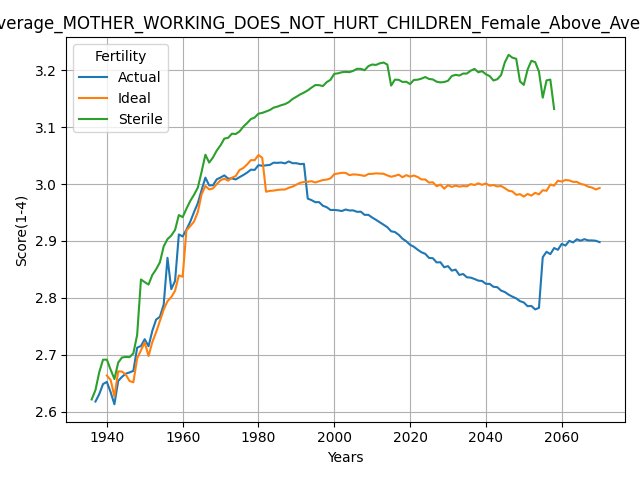 verage_MOTHER_WORKING_DOES_NOT_HURT_CHILDREN_Female_Above_Ave
Fertility
Actual
Ideal
Sterile
Score(1-4)
3.2
3.1
3.0
2.9
2.8
2.7
2.6
1940 1960 1980 2000 2020 2040 2060
Years